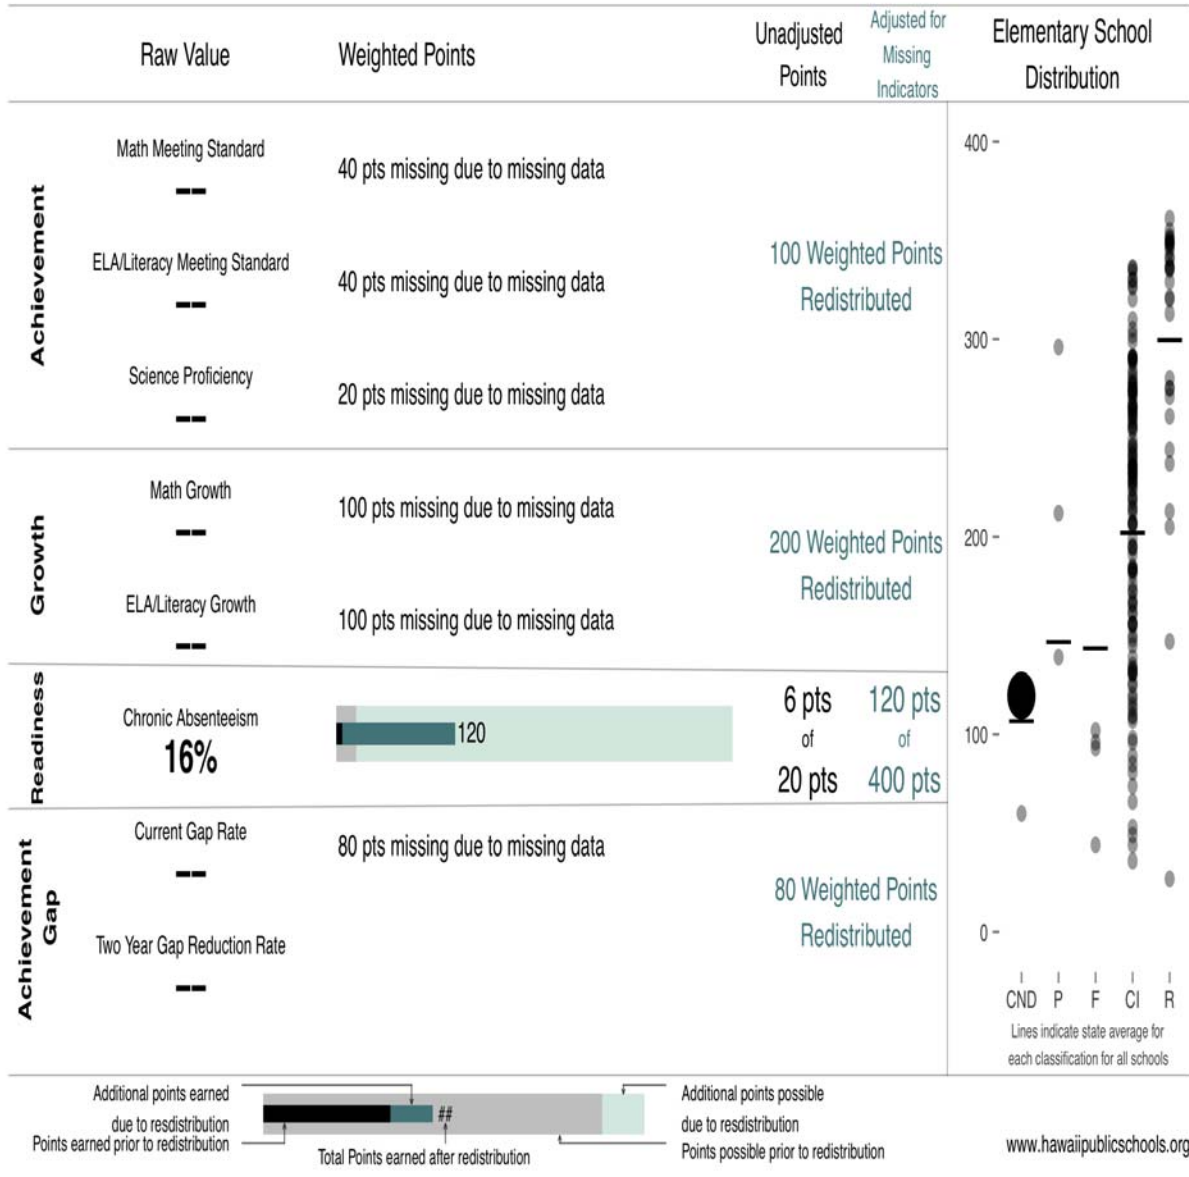 Raw Value
Weighted Points
Unadjusted
Points
Adjusted for
Missing
Indicators
Elementary School
Distribution
Achievement
Math Meeting Standard
--
40 pts missing due to missing data
ELA/Literacy Meeting Standard
--
40 pts missing due to missing data
Science Proficiency
--
20 pts missing due to missing data
100 Weighted Points
Redistributed
Growth
Math Growth
--
100 pts missing due to missing data
ELA/Literacy Growth
--
100 pts missing due to missing data
200 Weighted Points
Redistributed
Readiness
Chronic Absenteeism
16%
120
6 pts
of
20 pts
120 pts
of
400 pts
Achievement
Gap
Current Gap Rate
--
80 pts missing due to missing data
Two Year Gap Reduction Rate
--
80 Weighted Points
Redistributed
400
300
200
100
0
CND P F CI R
Lines indicate state average for
each classification for all schools
Additional points earned
due to resdistribution
Points earned prior to redistribution
##
Total Points earned after redistribution
Additional points possible
due to resdistribution
Points possible prior to redistribution
www.hawaiipublicschools.org